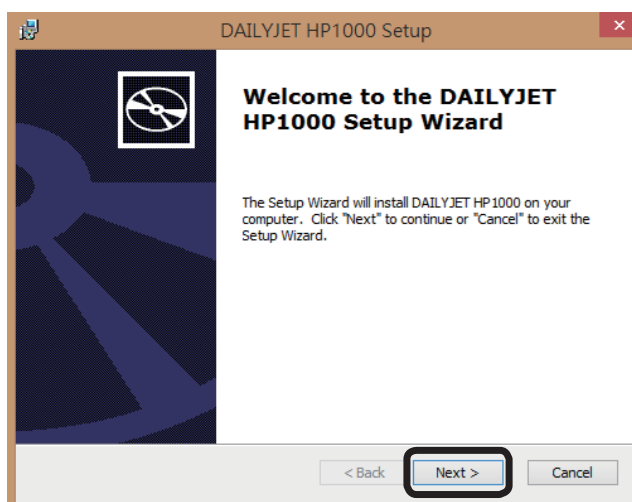 DAILYJET HP1000 Setup
Welcome to the DAILYJET
HP1000 Setup Wizard
The Setup Wizard will install DAILYJET HP1000 on your
computer. Click "Next" to continue or "Cancel" to exit the
Setup Wizard.
< Back Next > Cancel